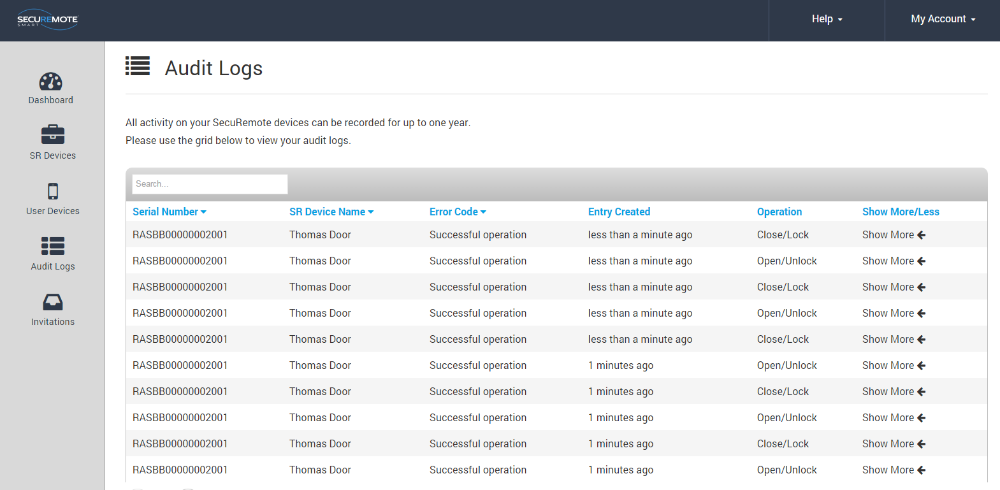 SECUREMOTE
SMART
Help
My Account
Audit Logs
Dashboard
SR Devices
User Devices
Audit Logs
Invitations
All activity on your SecuRemote devices can be recorded for up to one year.
Please use the grid below to view your audit logs.
Search...
Serial Number SR Device Name Error Code Entry Created Operation Show More/Less
RASBB00000002001 Thomas Door Successful operation less than a minute ago Close/Lock Show More
RASBB00000002001 Thomas Door Successful operation less than a minute ago Open/Unlock Show More
RASBB00000002001 Thomas Door Successful operation less than a minute ago Close/Lock Show More
RASBB00000002001 Thomas Door Successful operation less than a minute ago Open/Unlock Show More
RASBB00000002001 Thomas Door Successful operation less than a minute ago Close/Lock Show More
RASBB00000002001 Thomas Door Successful operation 1 minutes ago Open/Unlock Show More
RASBB00000002001 Thomas Door Successful operation 1 minutes ago Close/Lock Show More
RASBB00000002001 Thomas Door Successful operation 1 minutes ago Open/Unlock Show More
RASBB00000002001 Thomas Door Successful operation 1 minutes ago Close/Lock Show More
RASBB00000002001 Thomas Door Successful operation 1 minutes ago Open/Unlock Show More